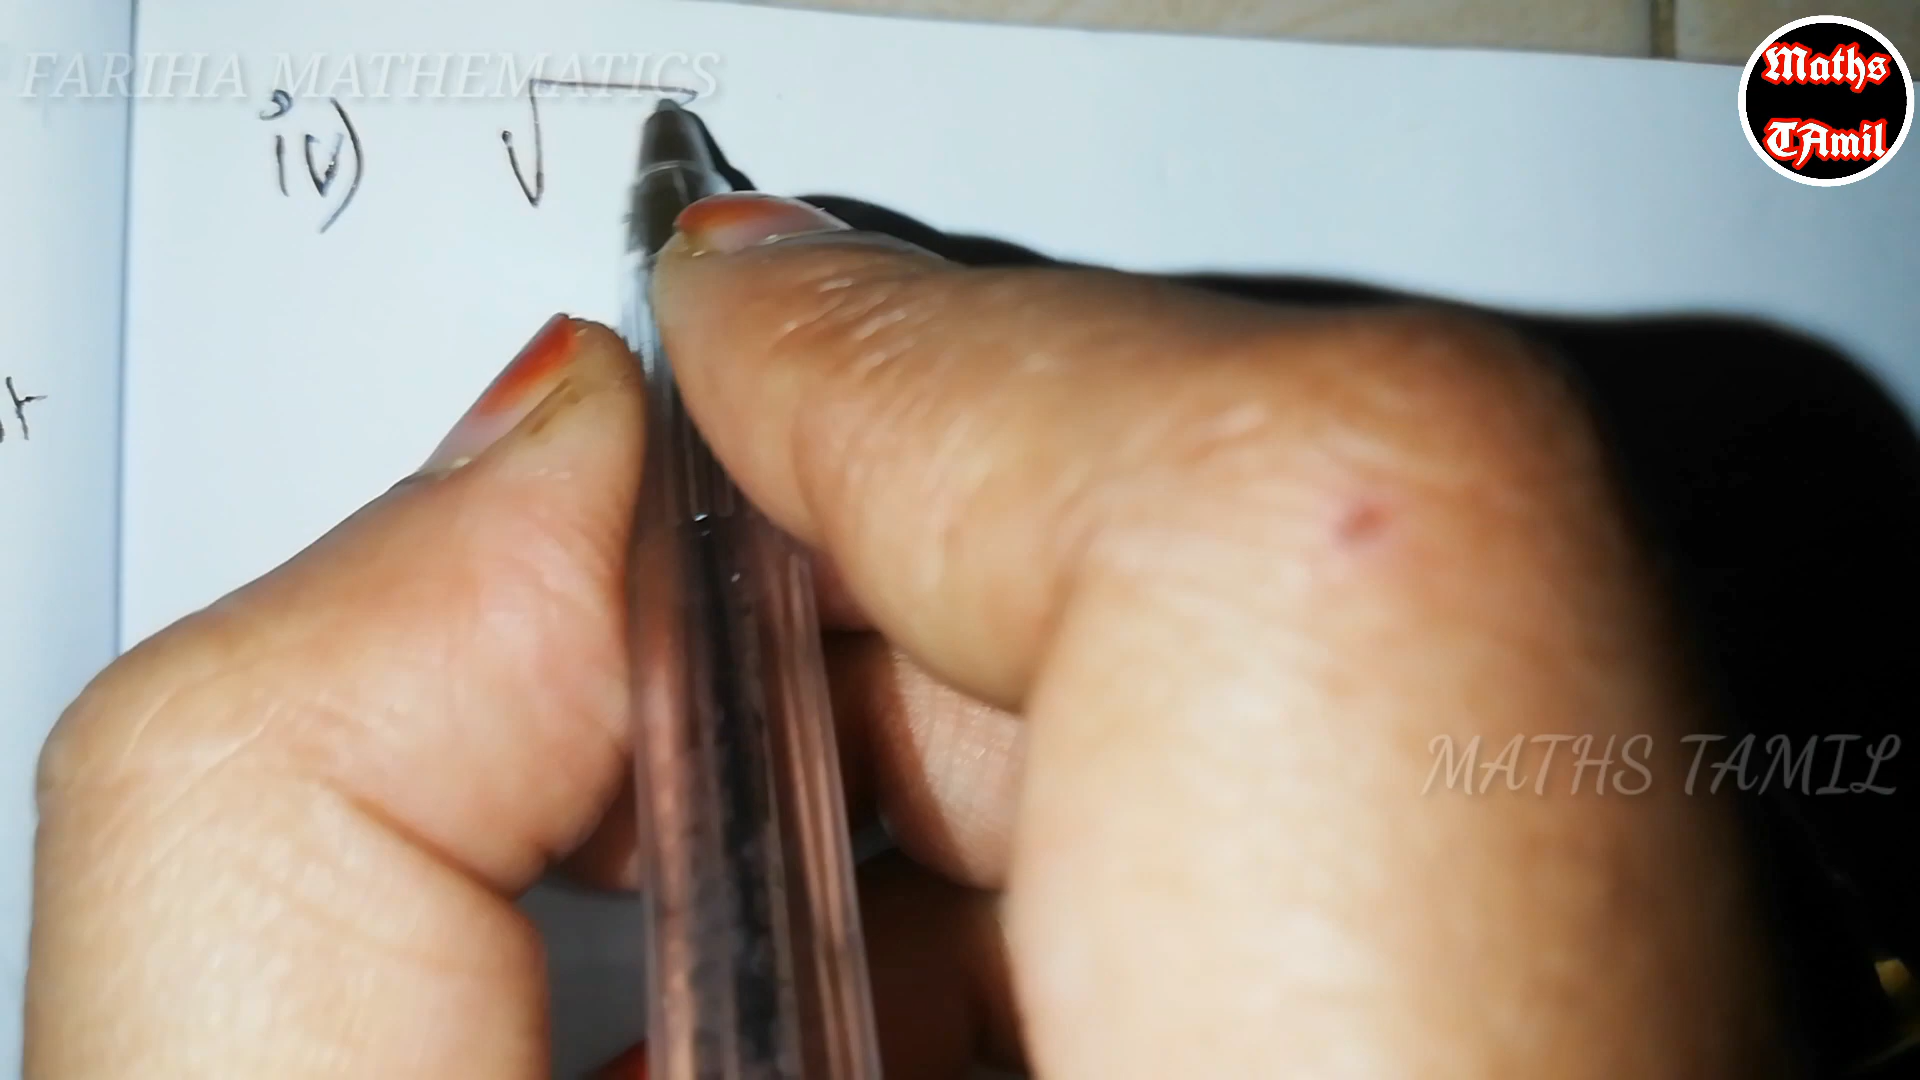 FARIHA MATHEMATICS
Maths
TAmil
iv) √
MATHS TAMIL